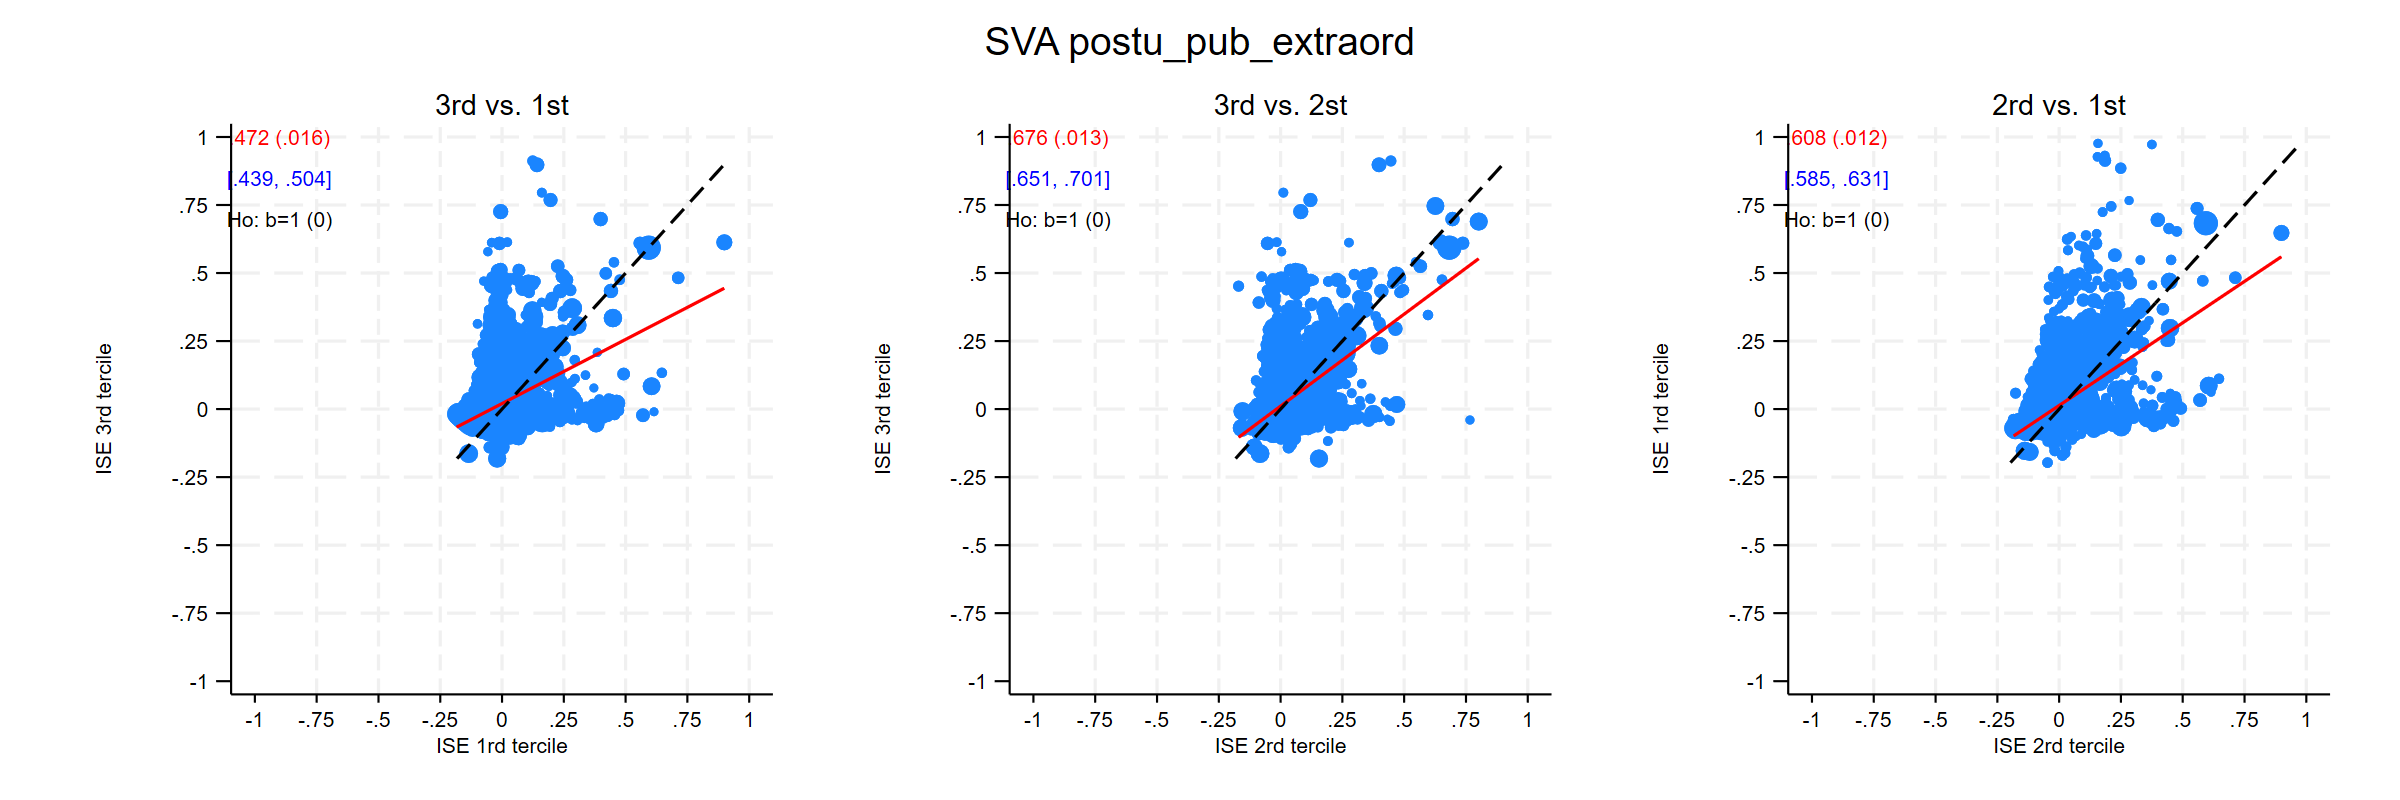 SVA postu_pub_extraord
3rd vs. 1st
.472 (.016)
[.439, .504]
Ho: b=1 (0)
1
.75
.5
.25
0
-.25
-.5
-.75
-1
ISE 3rd tercile
-1 -.75 -.5 -.25 0 .25 .5 .75 1
ISE 1rd tercile
3rd vs. 2st
.676 (.013)
[.651, .701]
Ho: b=1 (0)
1
.75
.5
.25
0
-.25
-.5
-.75
-1
ISE 3rd tercile
-1 -.75 -.5 -.25 0 .25 .5 .75 1
ISE 2rd tercile
2rd vs. 1st
.608 (.012)
[.585, .631]
Ho: b=1 (0)
1
.75
.5
.25
0
-.25
-.5
-.75
-1
ISE 1rd tercile
-1 -.75 -.5 -.25 0 .25 .5 .75 1
ISE 2rd tercile